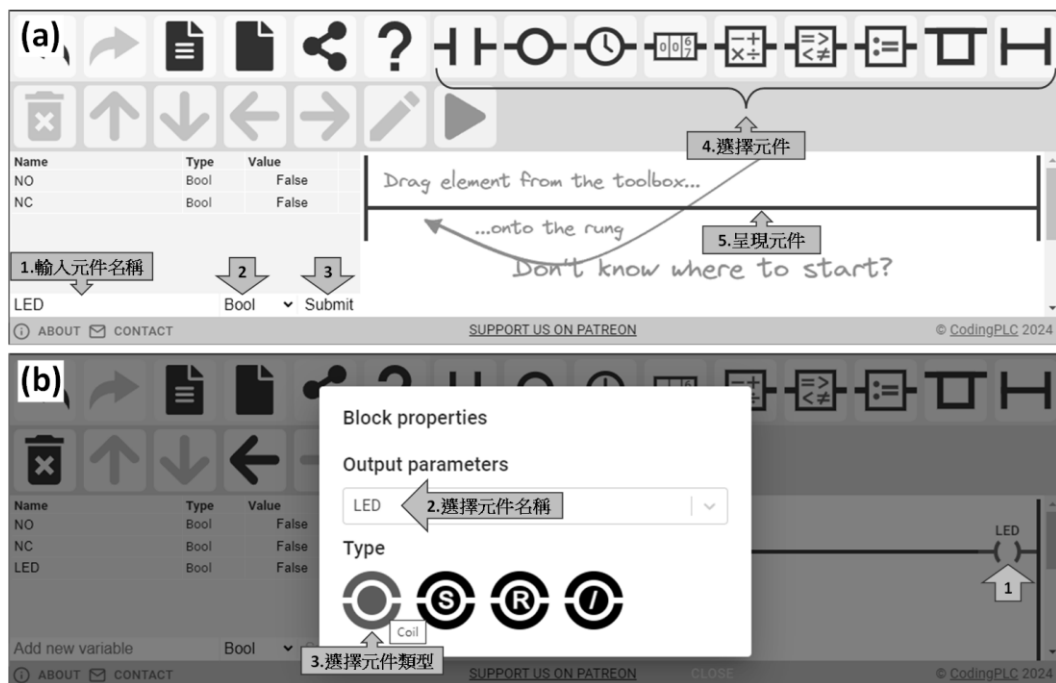 (a)
?
0 0 6 7
− + × ÷
= > < ≠
:=
4.選擇元件
Name Type Value
NO Bool False
NC Bool False
Drag element from the toolbox...
...onto the rung
5.呈現元件
Don't know where to start?
1.輸入元件名稱
2
3
LED Bool Submit
ABOUT CONTACT
SUPPORT US ON PATREON
© CodingPLC 2024
(b)
= > < ≠
:=
Block properties
Output parameters
LED
2.選擇元件名稱
Type
S R /
Coil
3.選擇元件類型
Name Type Value
NO Bool False
NC Bool False
LED Bool False
LED
( )
1
Add new variable Bool
ABOUT CONTACT
SUPPORT US ON PATREON
CLOSE
© CodingPLC 2024